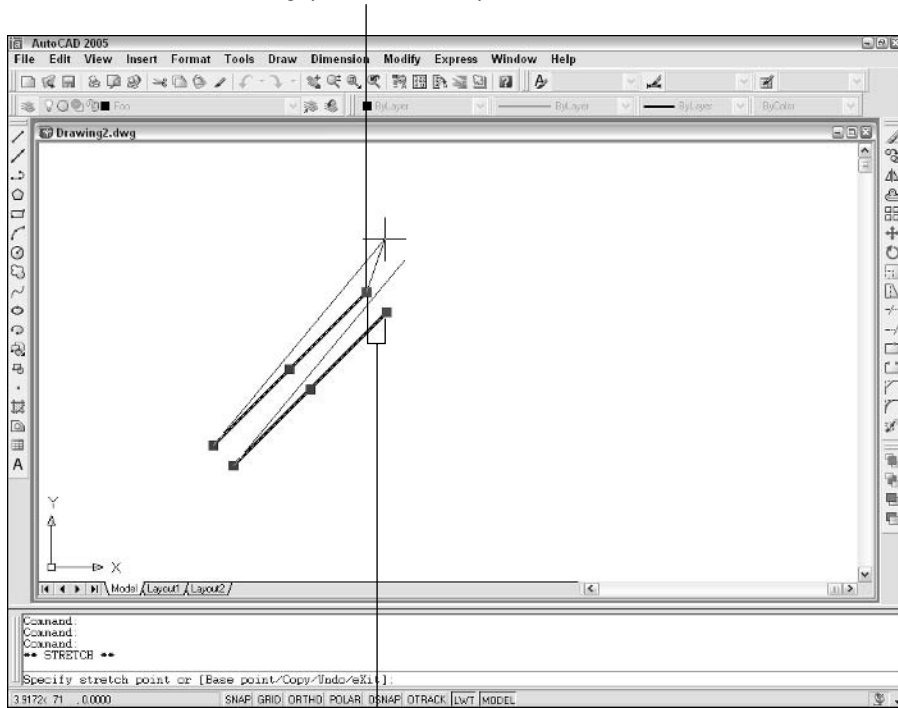 AutoCAD 2005
File Edit View Insert Format Tools Draw Dimension Modify Express Window Help
Foo ByLayer ByLayer ByLayer ByColor
Drawing2.dwg
A
Y
X
Model Layout1 Layout2
Command:
Command:
Command:
** STRETCH **
Specify stretch point or [Base point/Copy/Undo/eXit]:
SNAP GRID ORTHO POLAR OSNAP OTRACK LWT MODEL